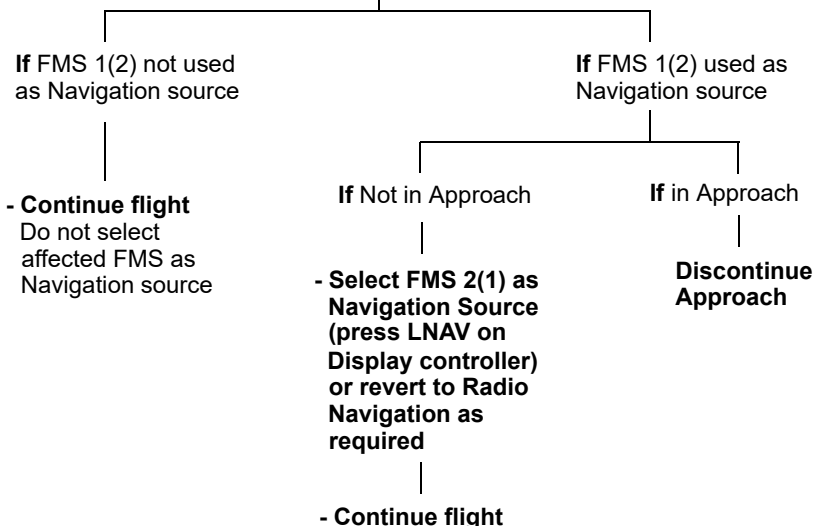 If FMS 1(2) not used
as Navigation source
If FMS 1(2) used as
Navigation source
- Continue flight
Do not select
affected FMS as
Navigation source
If Not in Approach
- Select FMS 2(1) as
Navigation Source
(press LNAV on
Display controller)
or revert to Radio
Navigation as
required
- Continue flight
If in Approach
Discontinue
Approach